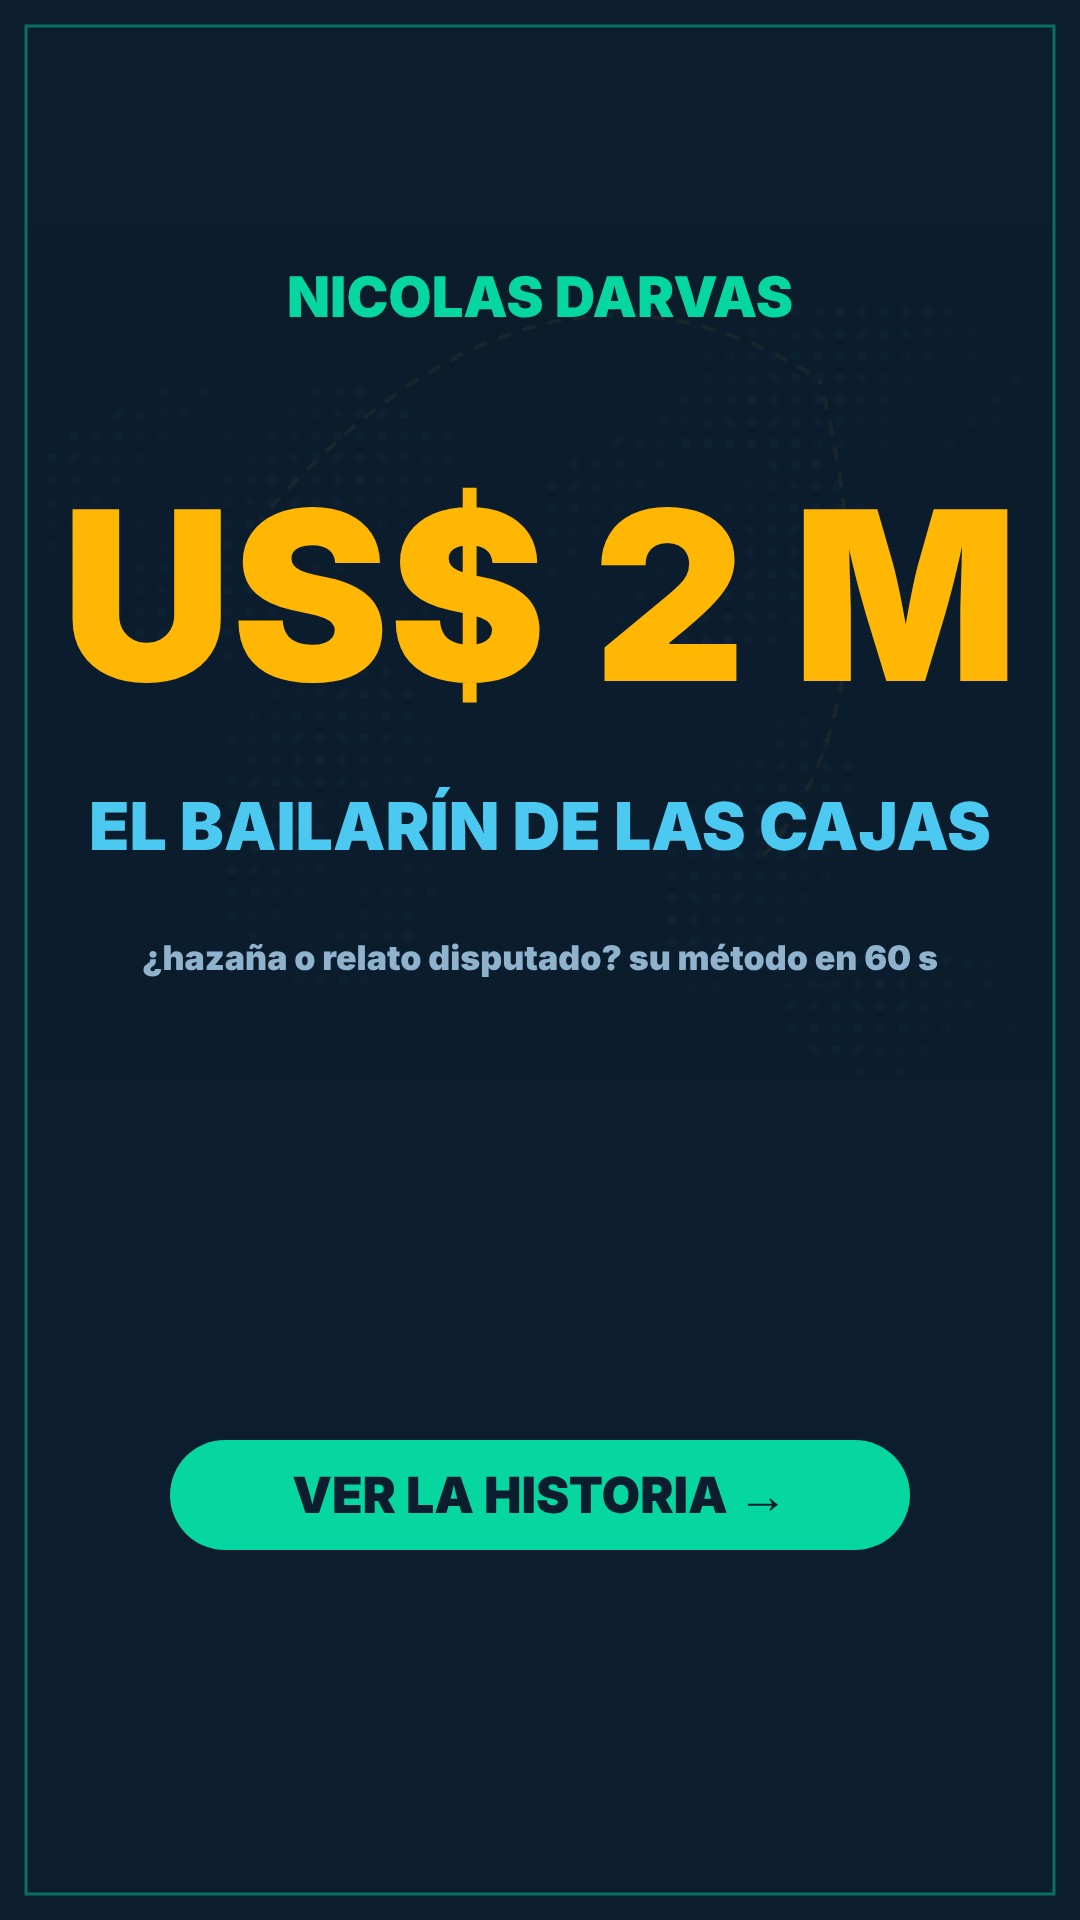 NICOLAS DARVAS
US$ 2 M
EL BAILARÍN DE LAS CAJAS
¿hazaña o relato disputado? su método en 60 s
VER LA HISTORIA →